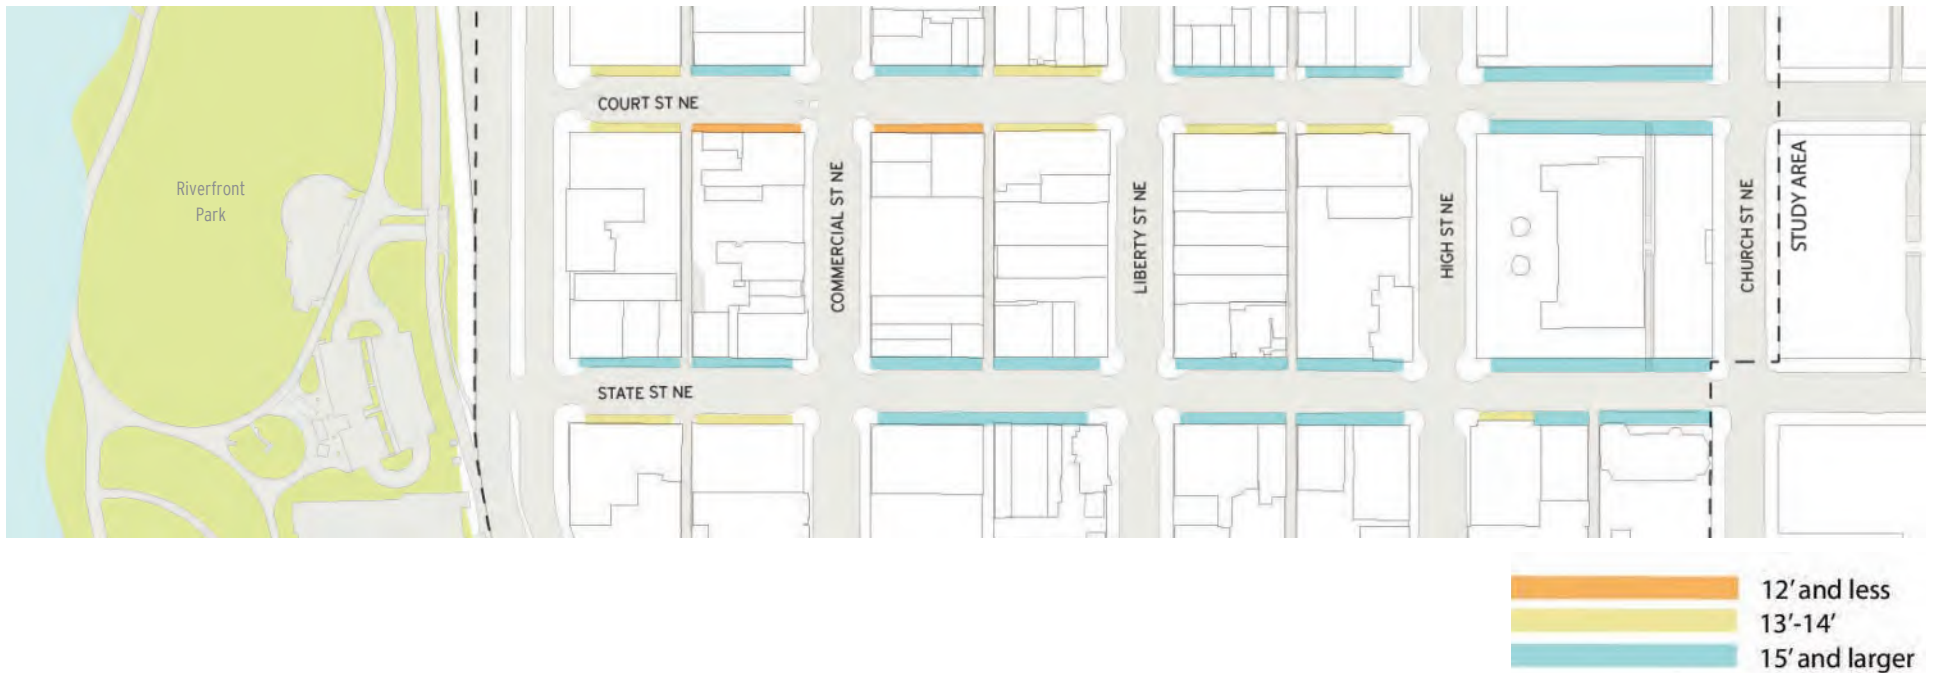 COURT ST NE
Riverfront
Park
COMMERCIAL ST NE
LIBERTY ST NE
HIGH ST NE
CHURCH ST NE
STUDY AREA
STATE ST NE
12' and less
13'-14'
15' and larger